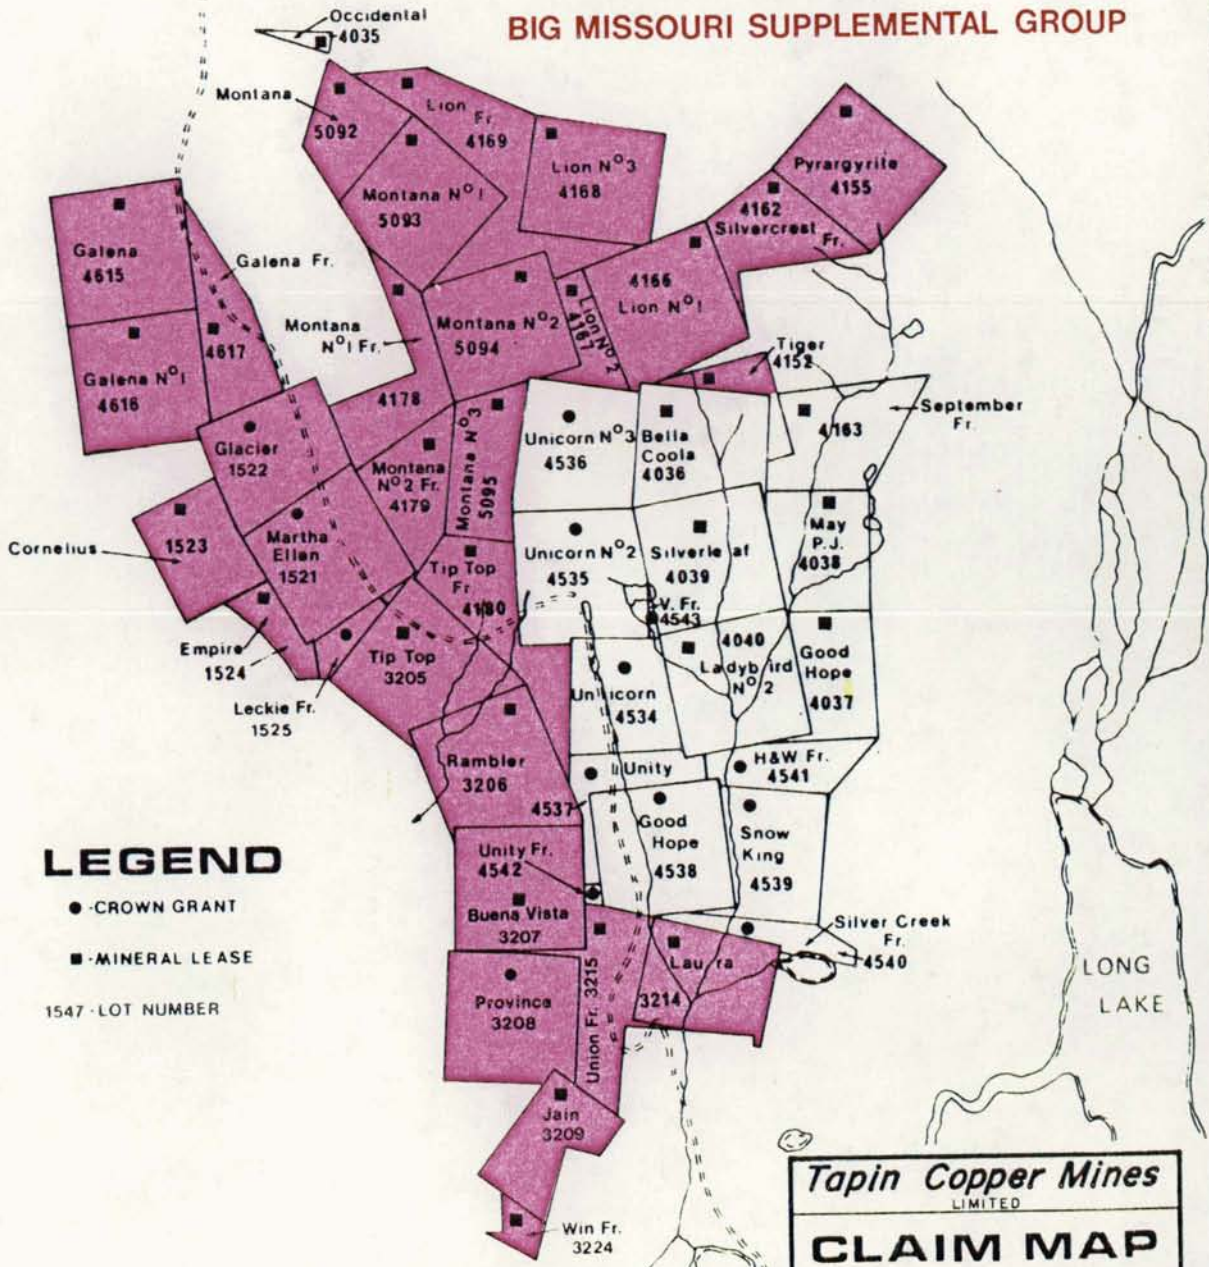 BIG MISSOURI SUPPLEMENTAL GROUP
Occidental
4035
Montana
5092
Lion
Fr.
4169
Lion Nº3
4168
Pyrargyrite
4155
4162
Silvercrest Fr.
Montana Nº1
5093
Galena
4615
Galena Fr.
4166
Lion Nº1
Montana Nº2
5094
4167
Lion Nº2
Montana
Nº1 Fr.
4617
Galena Nº1
4616
Tiger
4152
4178
September
Fr.
4163
Glacier
1522
Montana Nº3
5095
Unicorn Nº3
4536
Bella
Coola
4036
Montana
Nº2 Fr.
4179
Cornelius
1523
Martha
Ellen
1521
Unicorn Nº2
4535
Silverleaf
4039
May
P.J.
4038
Tip Top
Fr.
4180
V. Fr.
4543
Empire
1524
Tip Top
3205
4040
Ladybird
Nº2
Good
Hope
4037
Unicorn
4534
Leckie Fr.
1525
Rambler
3206
Unity
4537
H&W Fr.
4541
Good
Hope
4538
Snow
King
4539
Unity Fr.
4542
Buena Vista
3207
Silver Creek
Fr.
4540
Laura
3214
Union Fr. 3215
Province
3208
Jain
3209
Win Fr.
3224
LEGEND
● -CROWN GRANT
■ -MINERAL LEASE
1547 - LOT NUMBER
LONG
LAKE
Tapin Copper Mines
LIMITED
CLAIM MAP